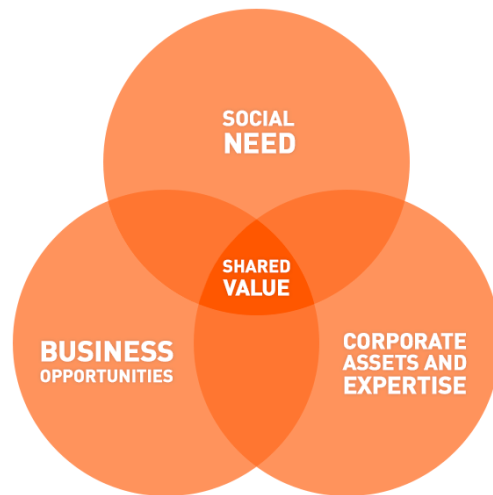 SOCIAL
NEED
SHARED
VALUE
BUSINESS
OPPORTUNITIES
CORPORATE
ASSETS AND
EXPERTISE